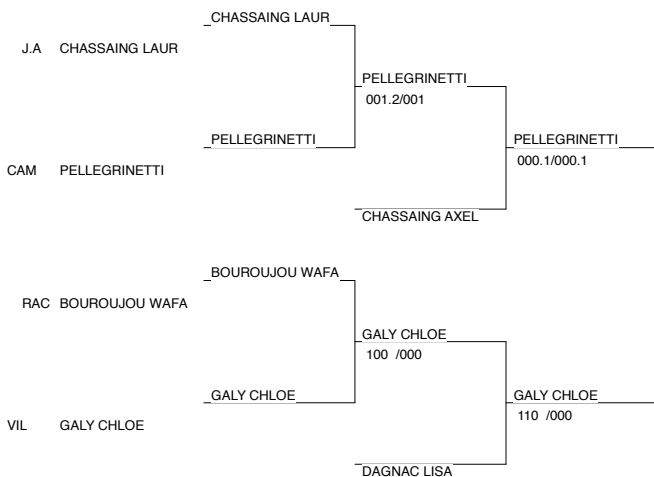 CHASSAING LAUR
J.A CHASSAING LAUR
PELLEGRINETTI
001.2/001
PELLEGRINETTI
PELLEGRINETTI
000.1/000.1
CAM PELLEGRINETTI
CHASSAING AXEL
BOUROUJOU WAFA
RAC BOUROUJOU WAFA
GALY CHLOE
100 /000
GALY CHLOE
GALY CHLOE
110 /000
VIL GALY CHLOE
DAGNAC LISA